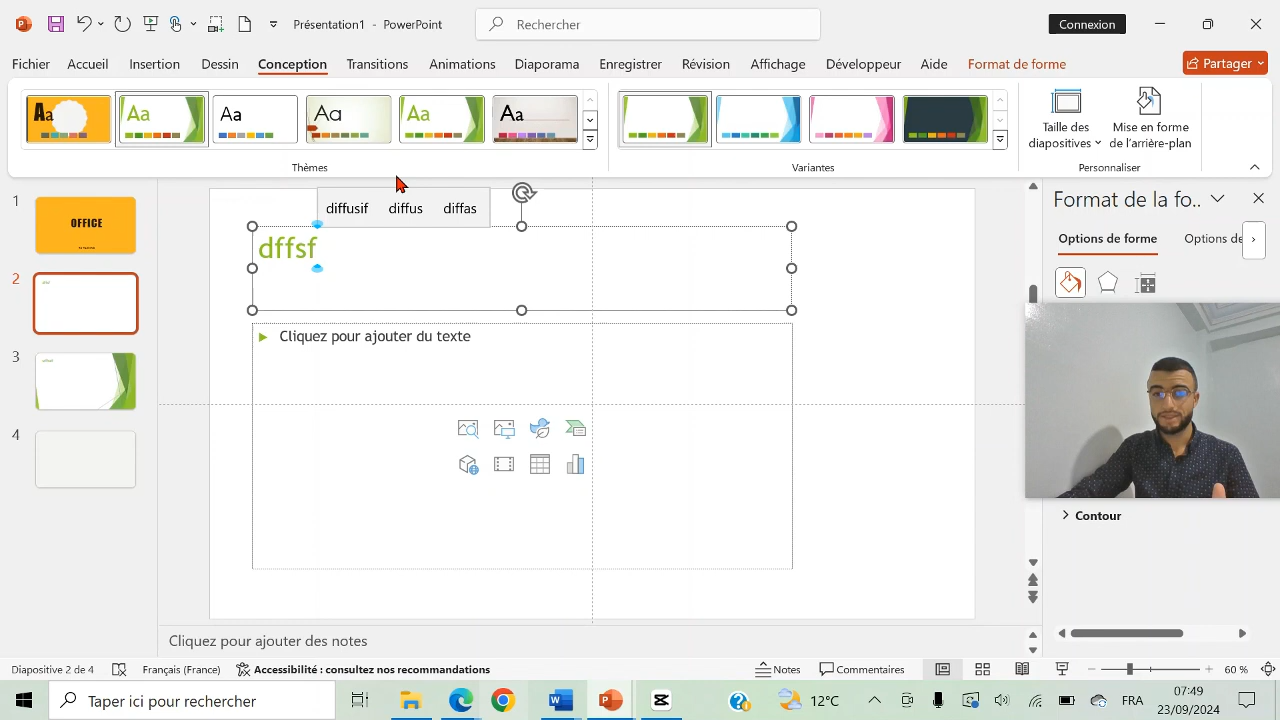 Présentation1 - PowerPoint
Rechercher
Connexion
Fichier Accueil Insertion Dessin Conception Transitions Animations Diaporama Enregistrer Révision Affichage Développeur Aide Format de forme Partager
Aa Aa Aa Aa Aa Aa
Taille des diapositives
Mise en forme de l'arrière-plan
Thèmes Variantes Personnaliser
1
OFFICE
2
3
4
diffusif diffus diffas
dffsf
Cliquez pour ajouter du texte
Format de la fo..
Options de forme Options de
Contour
Cliquez pour ajouter des notes
Diapositive 2 de 4 Français (France) Accessibilité : consultez nos recommandations Notes Commentaires 60 %
Taper ici pour rechercher
12°C
FRA
07:49
23/09/2024